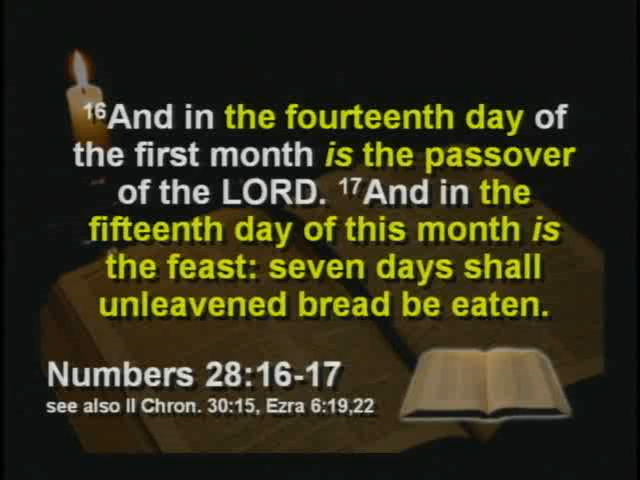 16And in the fourteenth day of
the first month is the passover
of the LORD. 17And in the
fifteenth day of this month is
the feast: seven days shall
unleavened bread be eaten.
Numbers 28:16-17
see also II Chron. 30:15, Ezra 6:19,22